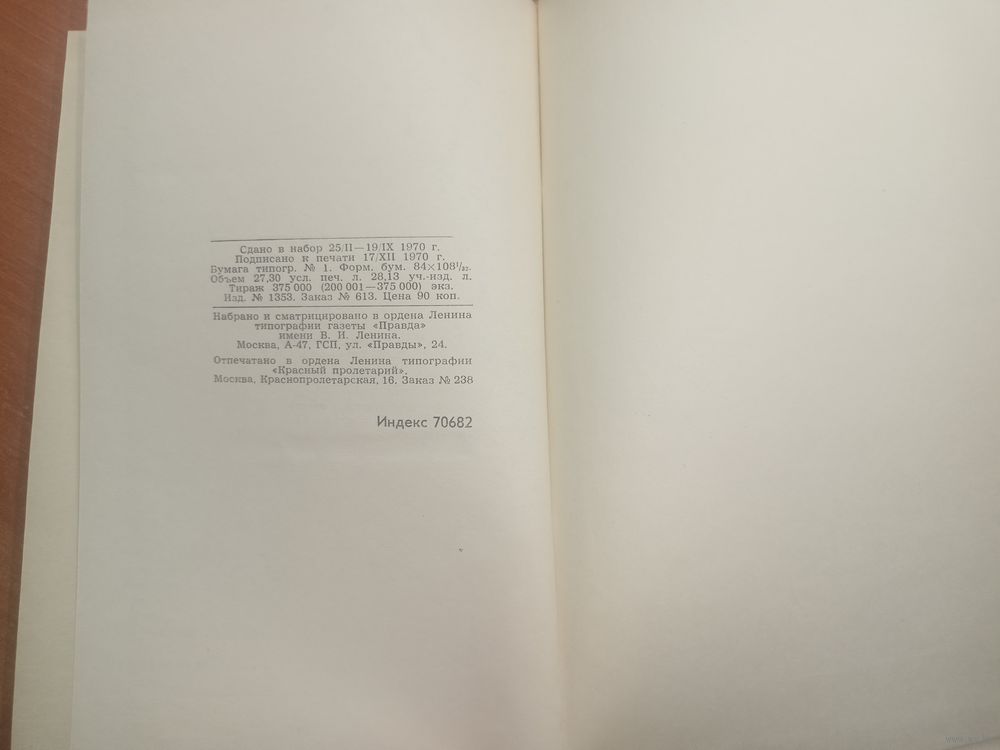 Сдано в набор 25/II—19/IX 1970 г.
Подписано к печати 17/XII 1970 г.
Бумага типогр. № 1. Форм. бум. 84×108¹/₃₂.
Объем 27,30 усл. печ. л. 28,13 уч.-изд. л.
Тираж 375 000 (200 001—375 000) экз.
Изд. № 1353. Заказ № 613. Цена 90 коп.
Набрано и сматрицировано в ордена Ленина
типографии газеты «Правда»
имени В. И. Ленина.
Москва, А-47, ГСП, ул. «Правды», 24.
Отпечатано в ордена Ленина типографии
«Красный пролетарий».
Москва, Краснопролетарская, 16. Заказ № 238
Индекс 70682